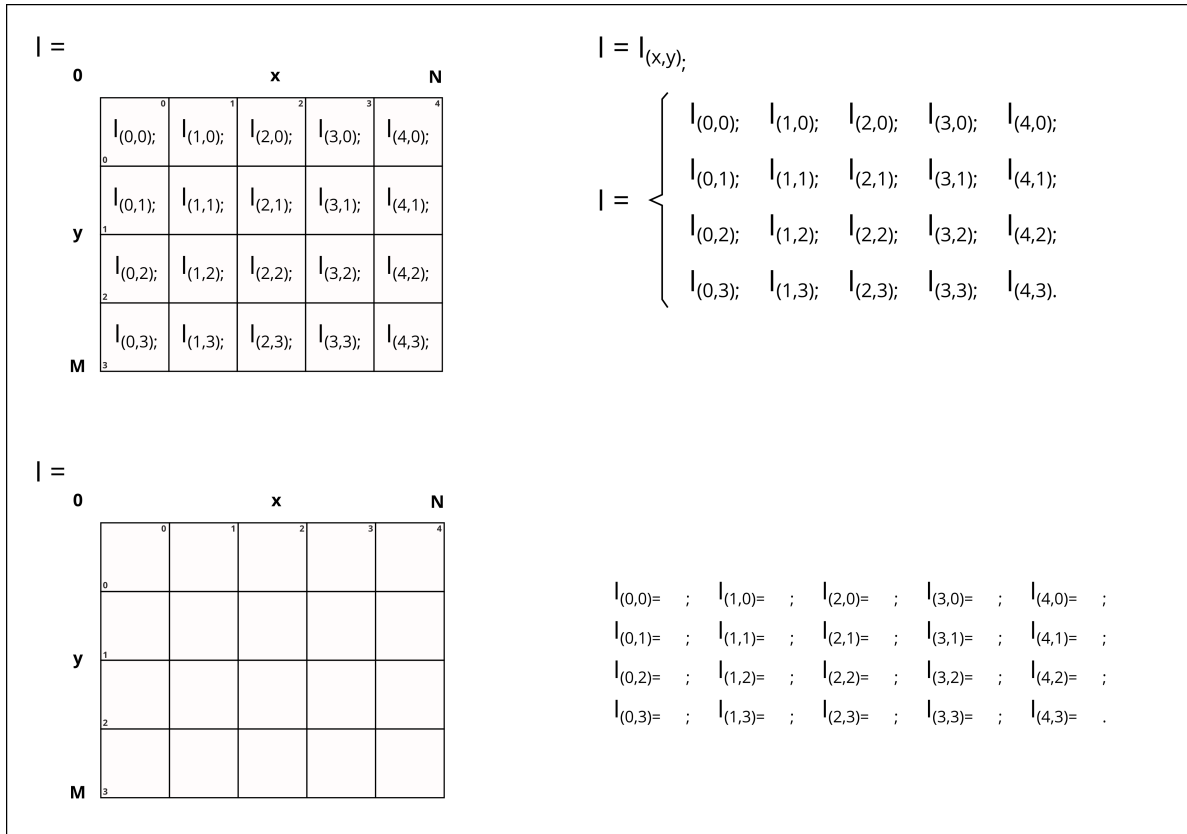 I =
0 x N
0 1 2 3 4
I(0,0); I(1,0); I(2,0); I(3,0); I(4,0);
0
I(0,1); I(1,1); I(2,1); I(3,1); I(4,1);
y 1
I(0,2); I(1,2); I(2,2); I(3,2); I(4,2);
2
I(0,3); I(1,3); I(2,3); I(3,3); I(4,3);
M 3
I = I(x,y);
I(0,0); I(1,0); I(2,0); I(3,0); I(4,0);
I(0,1); I(1,1); I(2,1); I(3,1); I(4,1);
I =
I(0,2); I(1,2); I(2,2); I(3,2); I(4,2);
I(0,3); I(1,3); I(2,3); I(3,3); I(4,3).
I =
0 x N
0 1 2 3 4
0
y 1
2
M 3
I(0,0)= ; I(1,0)= ; I(2,0)= ; I(3,0)= ; I(4,0)= ;
I(0,1)= ; I(1,1)= ; I(2,1)= ; I(3,1)= ; I(4,1)= ;
I(0,2)= ; I(1,2)= ; I(2,2)= ; I(3,2)= ; I(4,2)= ;
I(0,3)= ; I(1,3)= ; I(2,3)= ; I(3,3)= ; I(4,3)= .